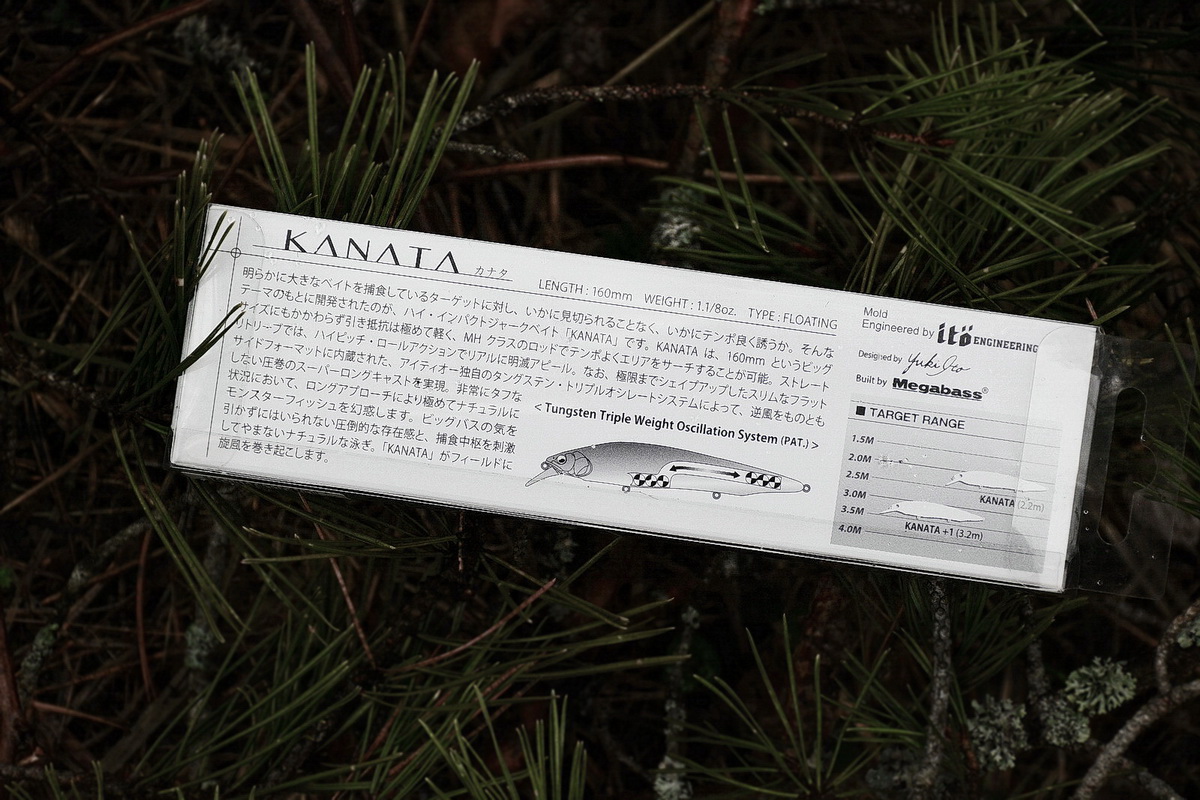 KANATA カナタ LENGTH : 160mm WEIGHT : 1.1/8oz. TYPE : FLOATING
明らかに大きなベイトを捕食しているターゲットに対し、いかに見切られることなく、いかにテンポ良く誘うか。そんな
テーマのもとに開発されたのが、ハイ・インパクトジャークベイト「KANATA」です。KANATA は、160mm というビッグ
サイズにもかかわらず引き抵抗は極めて軽く、MH クラスのロッドでテンポよくエリアをサーチすることが可能。ストレート
リトリーブでは、ハイピッチ・ロールアクションでリアルに明滅アピール。なお、極限までシェイプアップしたスリムなフラット
サイドフォーマットに内蔵された、アイティオー独自のタングステン・トリプルオシレートシステムによって、逆風をものとも
しない圧巻のスーパーロングキャストを実現。非常にタフな
状況において、ロングアプローチにより極めてナチュラルに
モンスターフィッシュを幻惑します。ビッグバスの気を
引かずにはいられない圧倒的な存在感と、捕食中枢を刺激
してやまないナチュラルな泳ぎ。「KANATA」がフィールドに
旋風を巻き起こします。
< Tungsten Triple Weight Oscillation System (PAT.) >
Mold
Engineered by itö ENGINEERING
Designed by Yuki Ito
Built by Megabass®
■ TARGET RANGE
1.5M
2.0M
2.5M
KANATA (2.2m)
3.0M
3.5M
KANATA +1 (3.2m)
4.0M